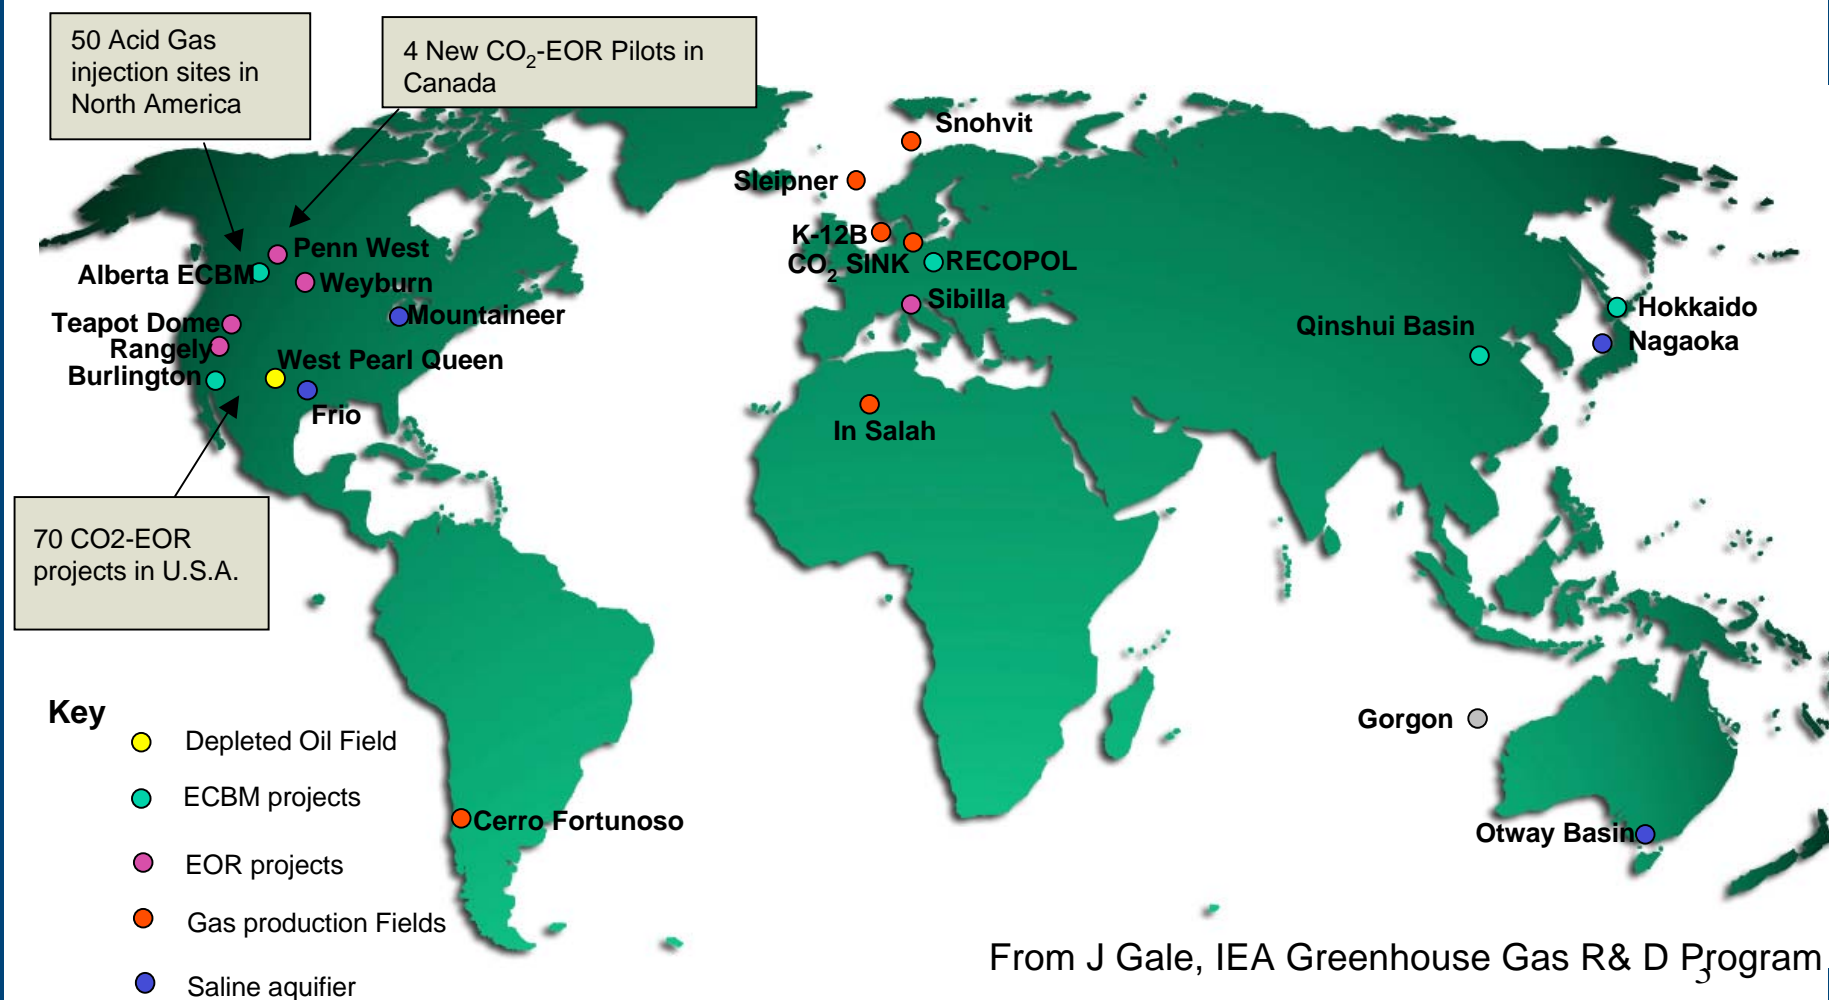 50 Acid Gas
injection sites in
North America
4 New CO2-EOR Pilots in
Canada
Snohvit
Sleipner
K-12B
CO2 SINK
RECOPOL
Sibilla
Penn West
Alberta ECBM
Weyburn
Mountaineer
Teapot Dome
Rangely
Burlington
West Pearl Queen
Frio
In Salah
Qinshui Basin
Hokkaido
Nagaoka
70 CO2-EOR
projects in U.S.A.
Gorgon
Otway Basin
Cerro Fortunoso
Key
Depleted Oil Field
ECBM projects
EOR projects
Gas production Fields
Saline aquifier
From J Gale, IEA Greenhouse Gas R& D Program
3